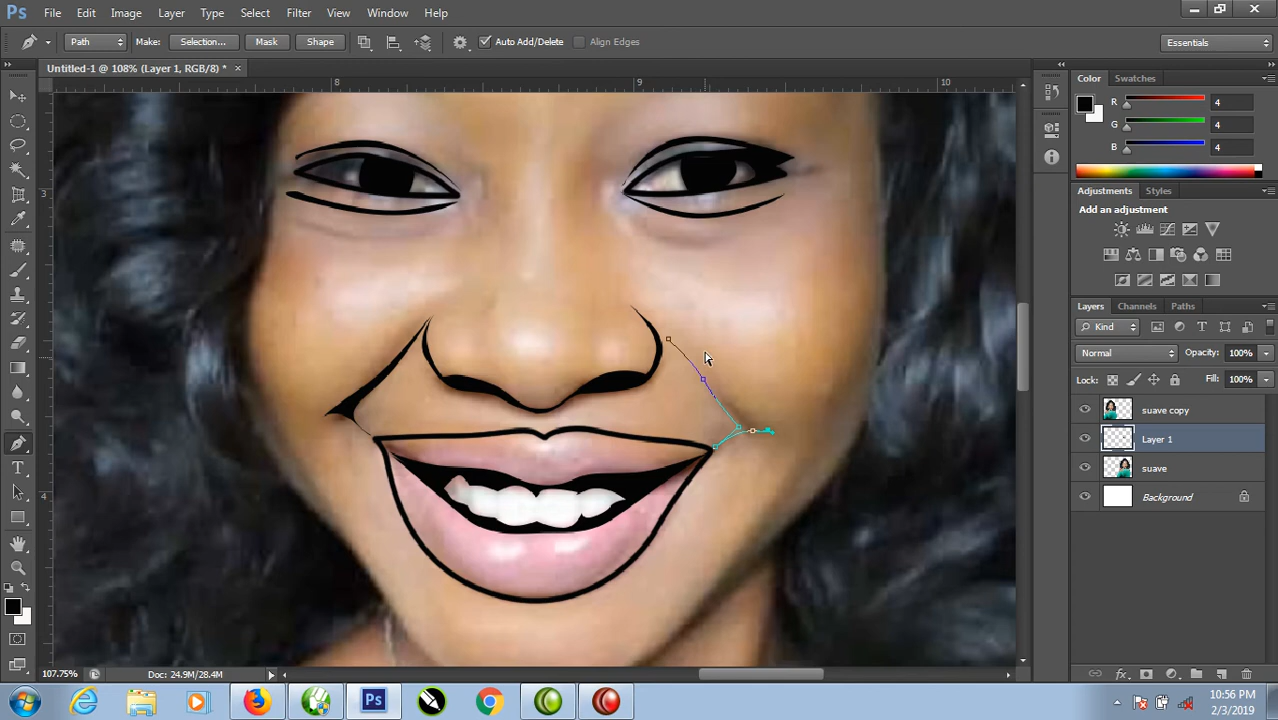 Ps File Edit Image Layer Type Select Filter View Window Help
Path Make: Selection... Mask Shape Auto Add/Delete Align Edges Essentials
Untitled-1 @ 108% (Layer 1, RGB/8) * ×
8 9 10
3
4
Color Swatches
R 4
G 4
B 4
Adjustments Styles
Add an adjustment
Layers Channels Paths
Kind
Normal Opacity: 100%
Lock: Fill: 100%
suave copy
Layer 1
suave
Background
107.75% Doc: 24.9M/28.4M
Ps
10:56 PM
2/3/2019